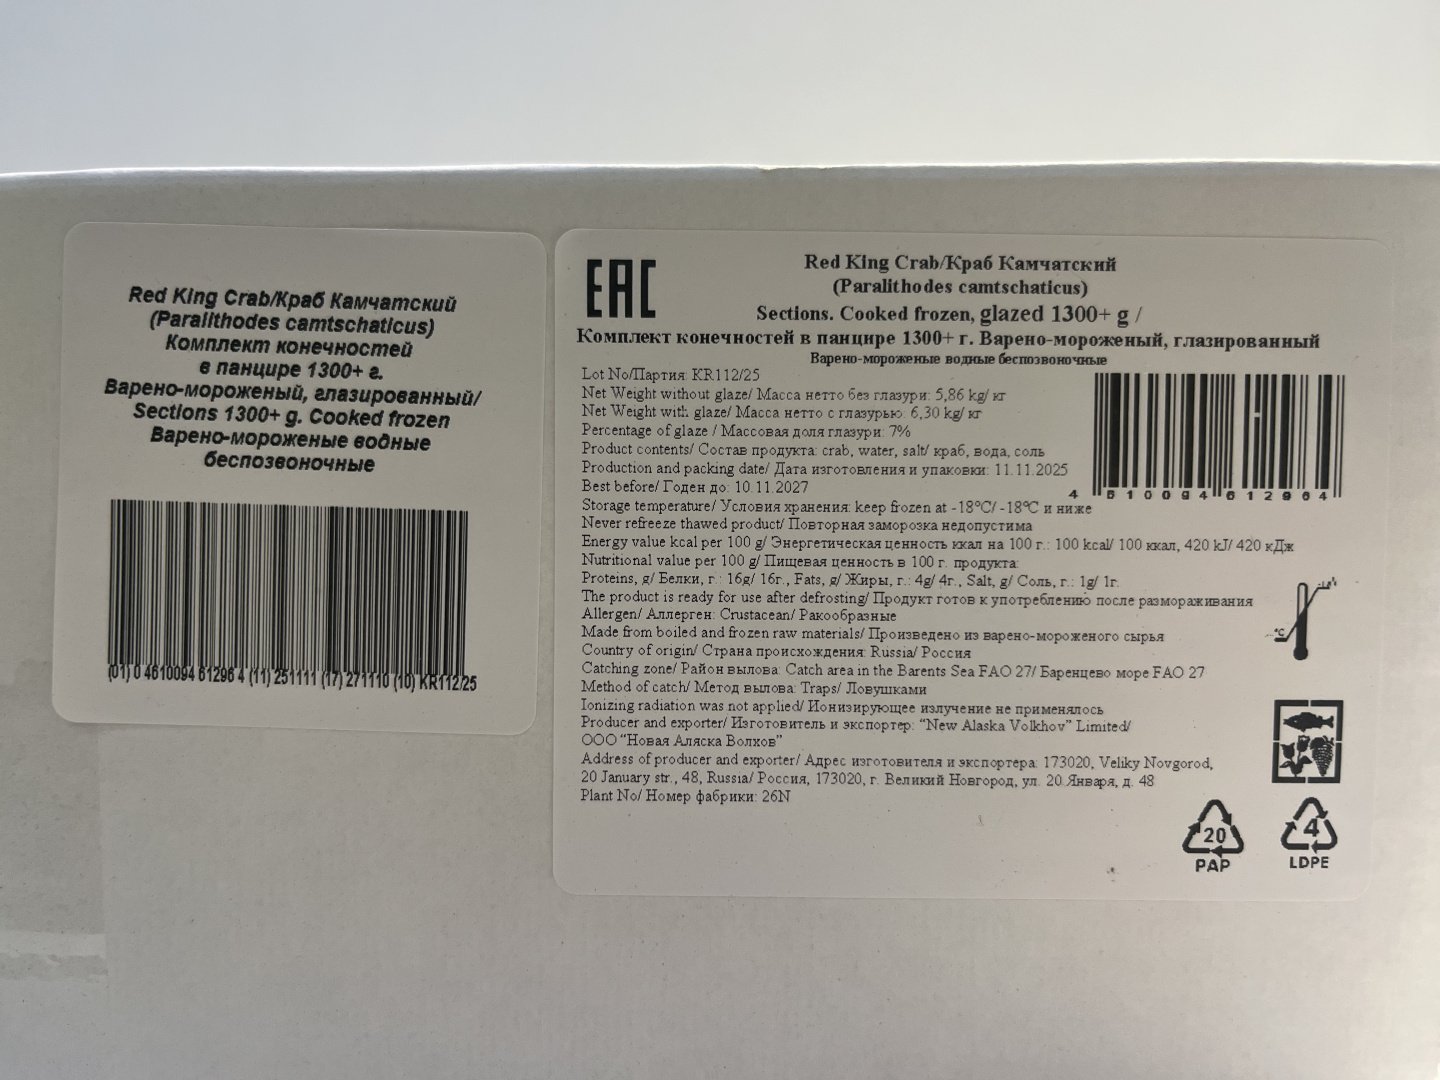 Red King Crab/Краб Камчатский
(Paralithodes camtschaticus)
Комплект конечностей
в панцире 1300+ г.
Варено-мороженый, глазированный/
Sections 1300+ g. Cooked frozen
Варено-мороженые водные
беспозвоночные
(01) 0 4610094 61296 4 (11) 251111 (17) 271110 (10) KR112/25
EAC
Red King Crab/Краб Камчатский
(Paralithodes camtschaticus)
Sections. Cooked frozen, glazed 1300+ g /
Комплект конечностей в панцире 1300+ г. Варено-мороженый, глазированный
Варено-мороженые водные беспозвоночные
Lot No/Партия: KR112/25
Net Weight without glaze/ Масса нетто без глазури: 5,86 kg/ кг
Net Weight with glaze/ Масса нетто с глазурью: 6,30 kg/ кг
Percentage of glaze / Массовая доля глазури: 7%
Product contents/ Состав продукта: crab, water, salt/ краб, вода, соль
Production and packing date/ Дата изготовления и упаковки: 11.11.2025
Best before/ Годен до: 10.11.2027
4 610094 612964
Storage temperature/ Условия хранения: keep frozen at -18°C/ -18°C и ниже
Never refreeze thawed product/ Повторная заморозка недопустима
Energy value kcal per 100 g/ Энергетическая ценность ккал на 100 г.: 100 kcal/ 100 ккал, 420 kJ/ 420 кДж
Nutritional value per 100 g/ Пищевая ценность в 100 г. продукта:
Proteins, g/ Белки, г.: 16g/ 16г., Fats, g/ Жиры, г.: 4g/ 4г., Salt, g/ Соль, г.: 1g/ 1г.
The product is ready for use after defrosting/ Продукт готов к употреблению после размораживания
Allergen/ Аллерген: Crustacean/ Ракообразные
Made from boiled and frozen raw materials/ Произведено из варено-мороженого сырья
Country of origin/ Страна происхождения: Russia/ Россия
Catching zone/ Район вылова: Catch area in the Barents Sea FAO 27/ Баренцево море FAO 27
Method of catch/ Метод вылова: Traps/ Ловушками
Ionizing radiation was not applied/ Ионизирующее излучение не применялось
Producer and exporter/ Изготовитель и экспортер: “New Alaska Volkhov” Limited/
ООО “Новая Аляска Волхов”
Address of producer and exporter/ Адрес изготовителя и экспортера: 173020, Veliky Novgorod,
20 January str., 48, Russia/ Россия, 173020, г. Великий Новгород, ул. 20 Января, д. 48
Plant No/ Номер фабрики: 26N
°C
20
PAP
4
LDPE